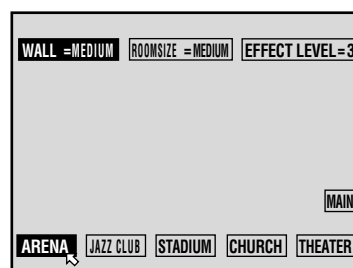 WALL =MEDIUM ROOMSIZE =MEDIUM EFFECT LEVEL=3
MAIN
ARENA JAZZ CLUB STADIUM CHURCH THEATER